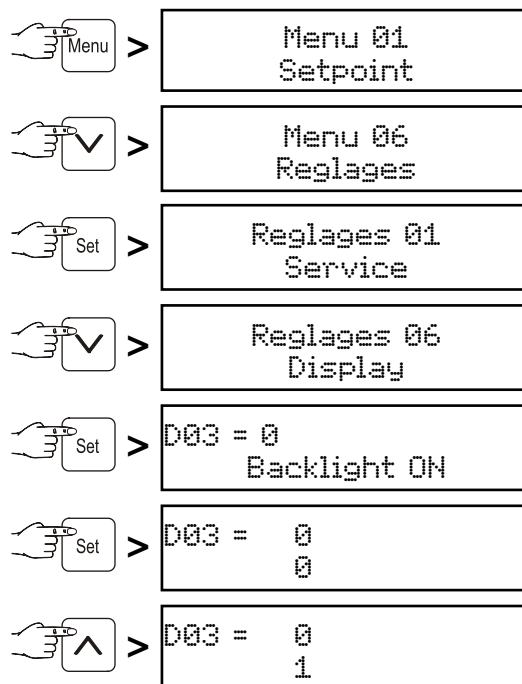 Menu > Menu 01
Setpoint
> Menu 06
Reglages
Set > Reglages 01
Service
> Reglages 06
Display
Set > D03 = 0
Backlight ON
Set > D03 = 0
0
> D03 = 0
1